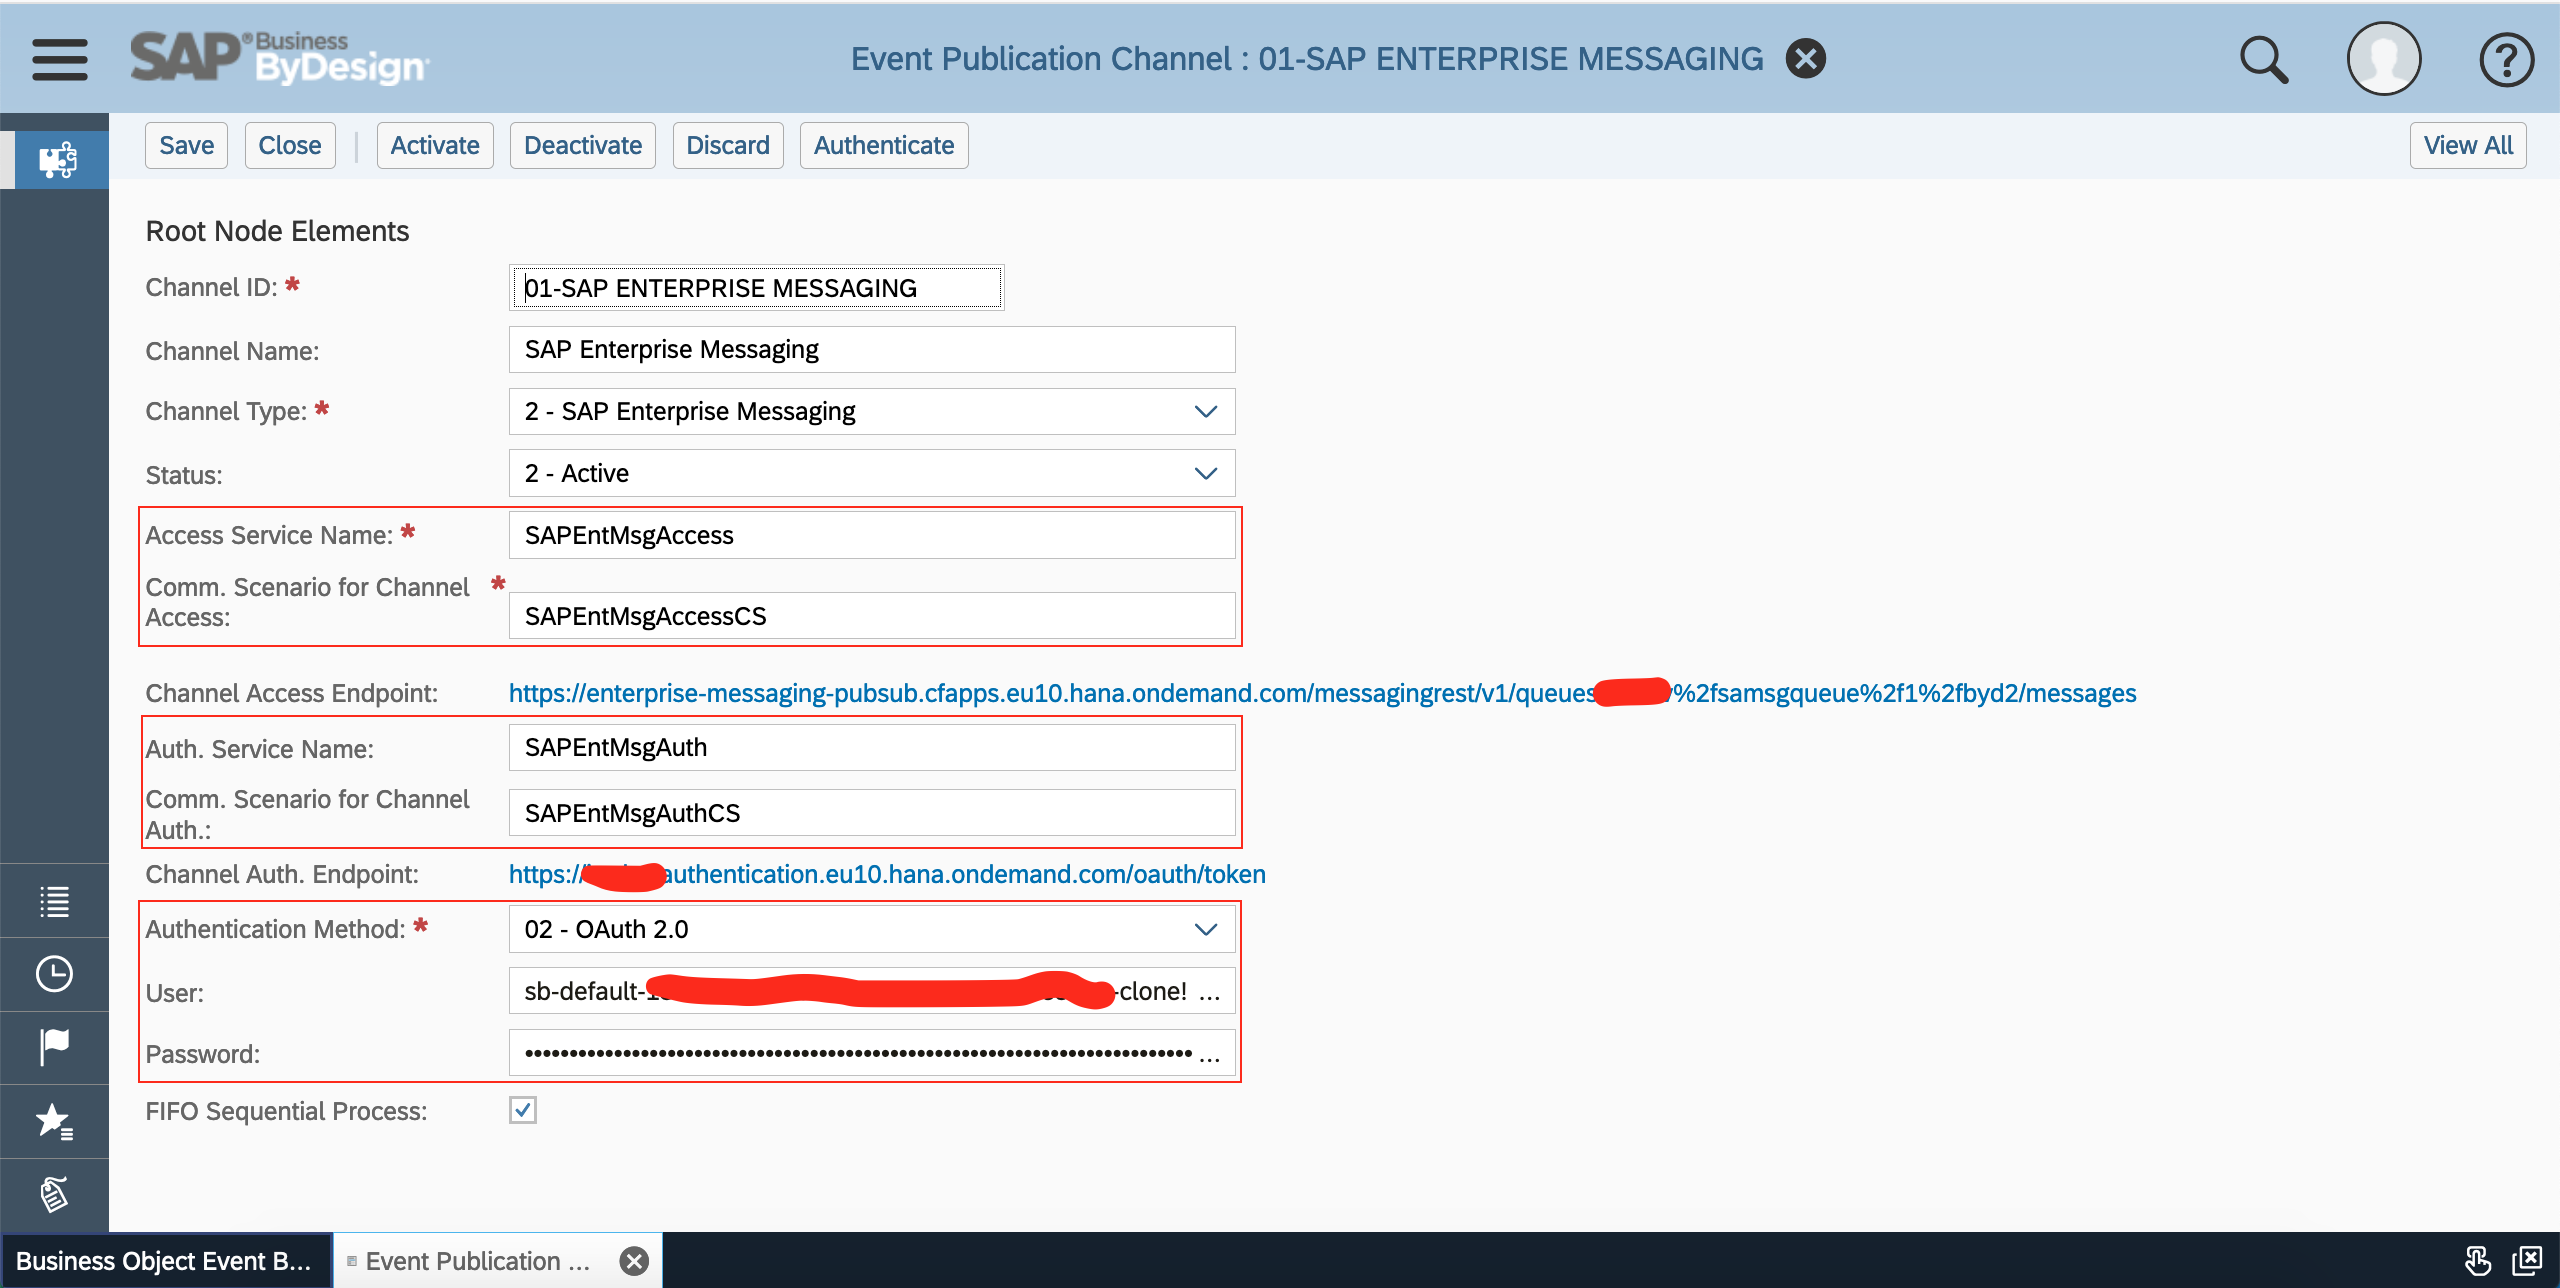 SAP® Business ByDesign
Event Publication Channel : 01-SAP ENTERPRISE MESSAGING
Save Close Activate Deactivate Discard Authenticate View All
Root Node Elements
Channel ID: * 01-SAP ENTERPRISE MESSAGING
Channel Name: SAP Enterprise Messaging
Channel Type: * 2 - SAP Enterprise Messaging
Status: 2 - Active
Access Service Name: * SAPEntMsgAccess
Comm. Scenario for Channel *
Access: SAPEntMsgAccessCS
Channel Access Endpoint: https://enterprise-messaging-pubsub.cfapps.eu10.hana.ondemand.com/messagingrest/v1/queues %2fsamsgqueue%2f1%2fbyd2/messages
Auth. Service Name: SAPEntMsgAuth
Comm. Scenario for Channel
Auth.: SAPEntMsgAuthCS
Channel Auth. Endpoint: https:// authentication.eu10.hana.ondemand.com/oauth/token
Authentication Method: * 02 - OAuth 2.0
User: sb-default- -clone! ...
Password: ...
FIFO Sequential Process:
Business Object Event B... Event Publication ...